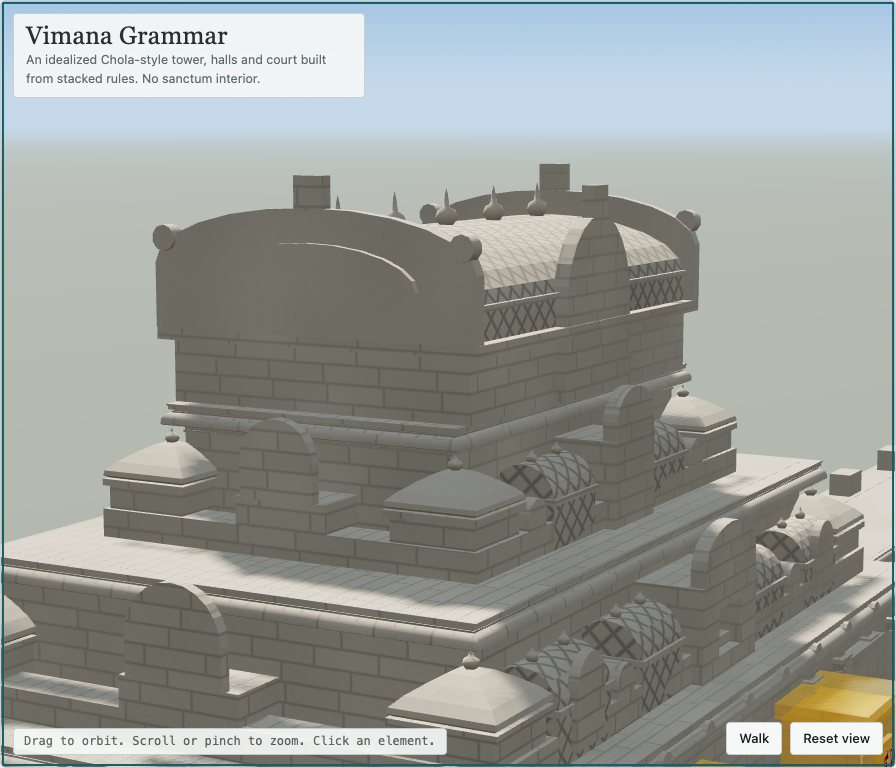 Vimana Grammar
An idealized Chola-style tower, halls and court built
from stacked rules. No sanctum interior.
Drag to orbit. Scroll or pinch to zoom. Click an element.
Walk
Reset view